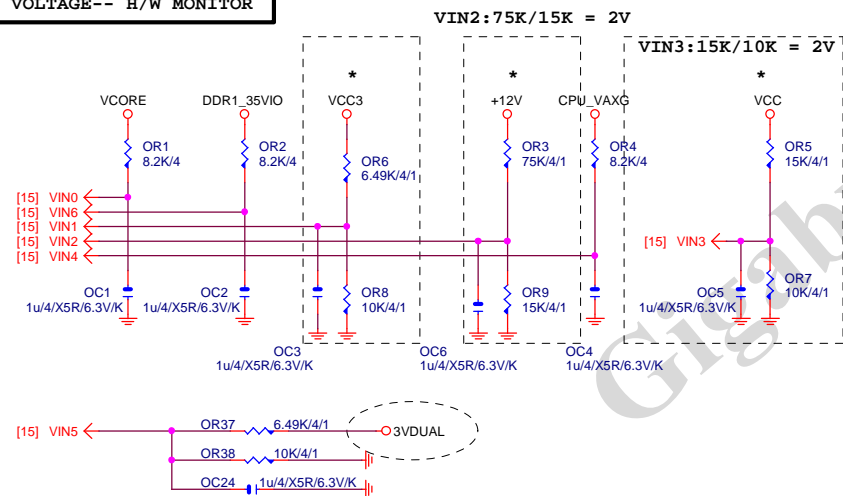 VOLTAGE-- H/W MONITOR
VIN2:75K/15K = 2V
VIN3:15K/10K = 2V
* * *
VCORE DDR1_35VIO VCC3 +12V CPU_VAXG VCC
OR1 8.2K/4
OR2 8.2K/4
OR6 6.49K/4/1
OR3 75K/4/1
OR4 8.2K/4
OR5 15K/4/1
[15] VIN0
[15] VIN6
[15] VIN1
[15] VIN2
[15] VIN4
[15] VIN3
OC1 1u/4/X5R/6.3V/K
OC2 1u/4/X5R/6.3V/K
OR8 10K/4/1
OR9 15K/4/1
OC5 1u/4/X5R/6.3V/K
OR7 10K/4/1
OC3 1u/4/X5R/6.3V/K
OC6 1u/4/X5R/6.3V/K
OC4 1u/4/X5R/6.3V/K
[15] VIN5
OR37 6.49K/4/1 3VDUAL
OR38 10K/4/1
OC24 1u/4/X5R/6.3V/K